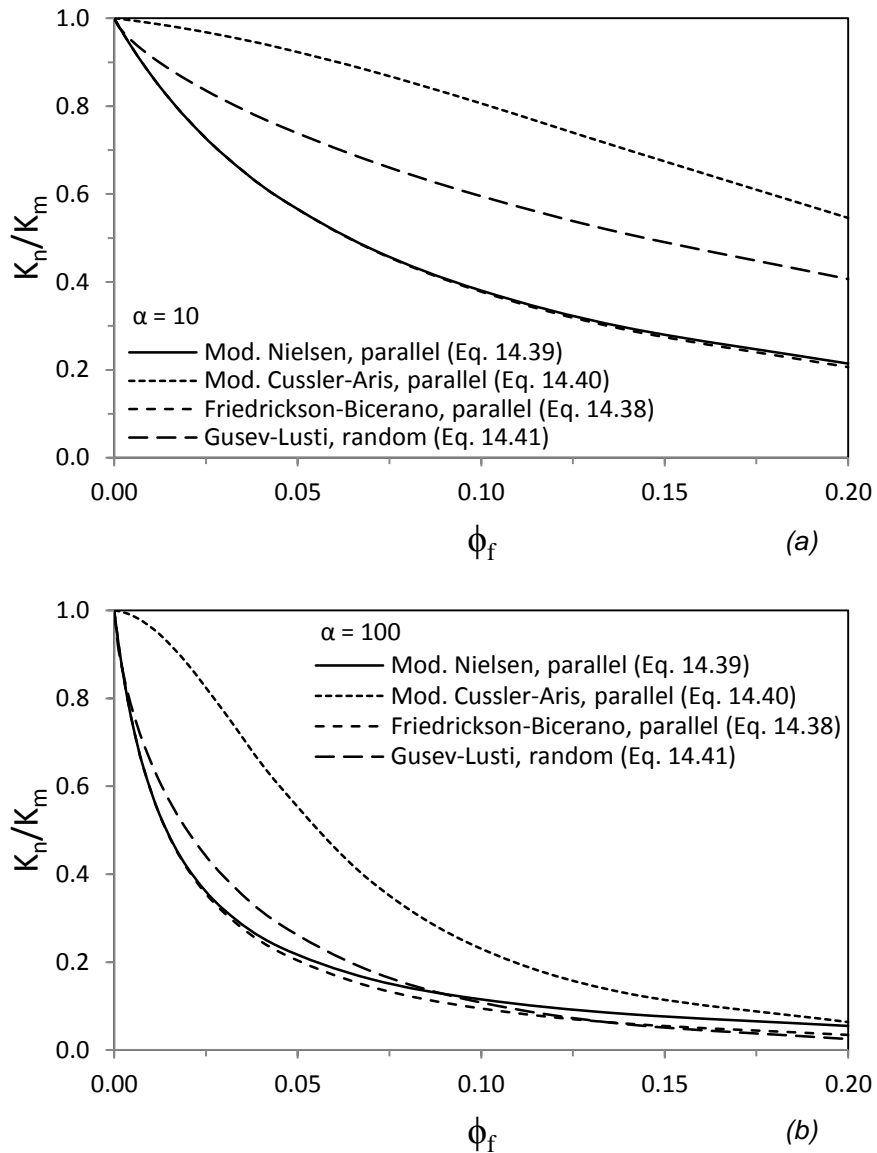 1.0
0.8
0.6
0.4
0.2
0.0
Kn/Km
α = 10
Mod. Nielsen, parallel (Eq. 14.39)
Mod. Cussler-Aris, parallel (Eq. 14.40)
Friedrickson-Bicerano, parallel (Eq. 14.38)
Gusev-Lusti, random (Eq. 14.41)
0.00 0.05 0.10 0.15 0.20
ϕf
(a)
1.0
0.8
0.6
0.4
0.2
0.0
Kn/Km
α = 100
Mod. Nielsen, parallel (Eq. 14.39)
Mod. Cussler-Aris, parallel (Eq. 14.40)
Friedrickson-Bicerano, parallel (Eq. 14.38)
Gusev-Lusti, random (Eq. 14.41)
0.00 0.05 0.10 0.15 0.20
ϕf
(b)